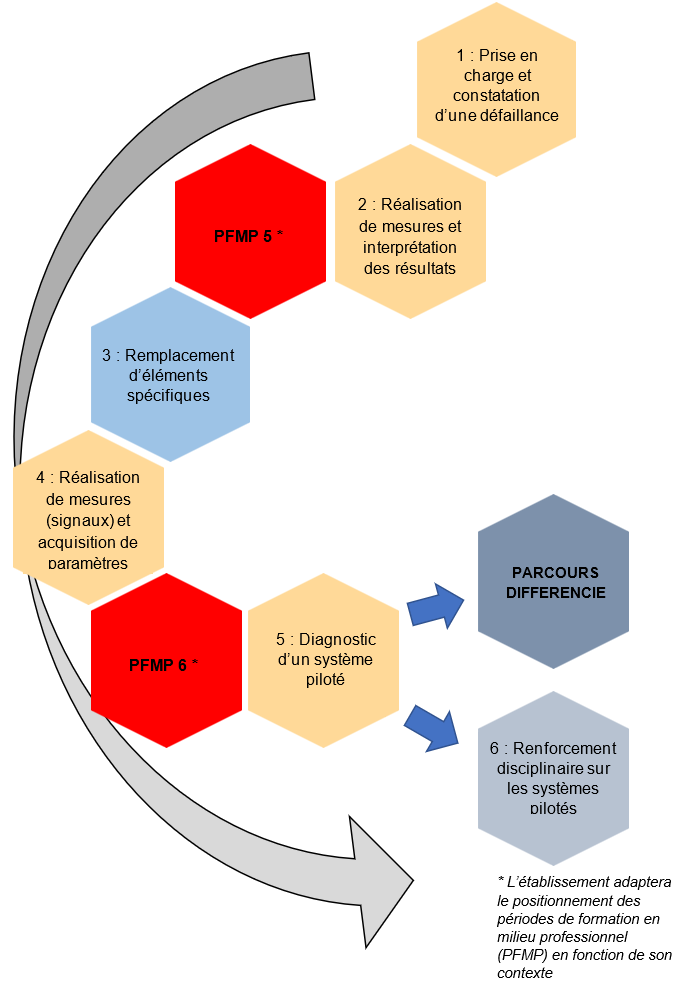 1 : Prise en
charge et
constatation
d’une défaillance
PFMP 5 *
2 : Réalisation
de mesures et
interprétation
des résultats
3 : Remplacement
d’éléments
spécifiques
4 : Réalisation
de mesures
(signaux) et
acquisition de
paramètres
PFMP 6 *
5 : Diagnostic
d’un système
piloté
PARCOURS
DIFFERENCIE
6 : Renforcement
disciplinaire sur
les systèmes
pilotés
* L’établissement adaptera
le positionnement des
périodes de formation en
milieu professionnel
(PFMP) en fonction de son
contexte